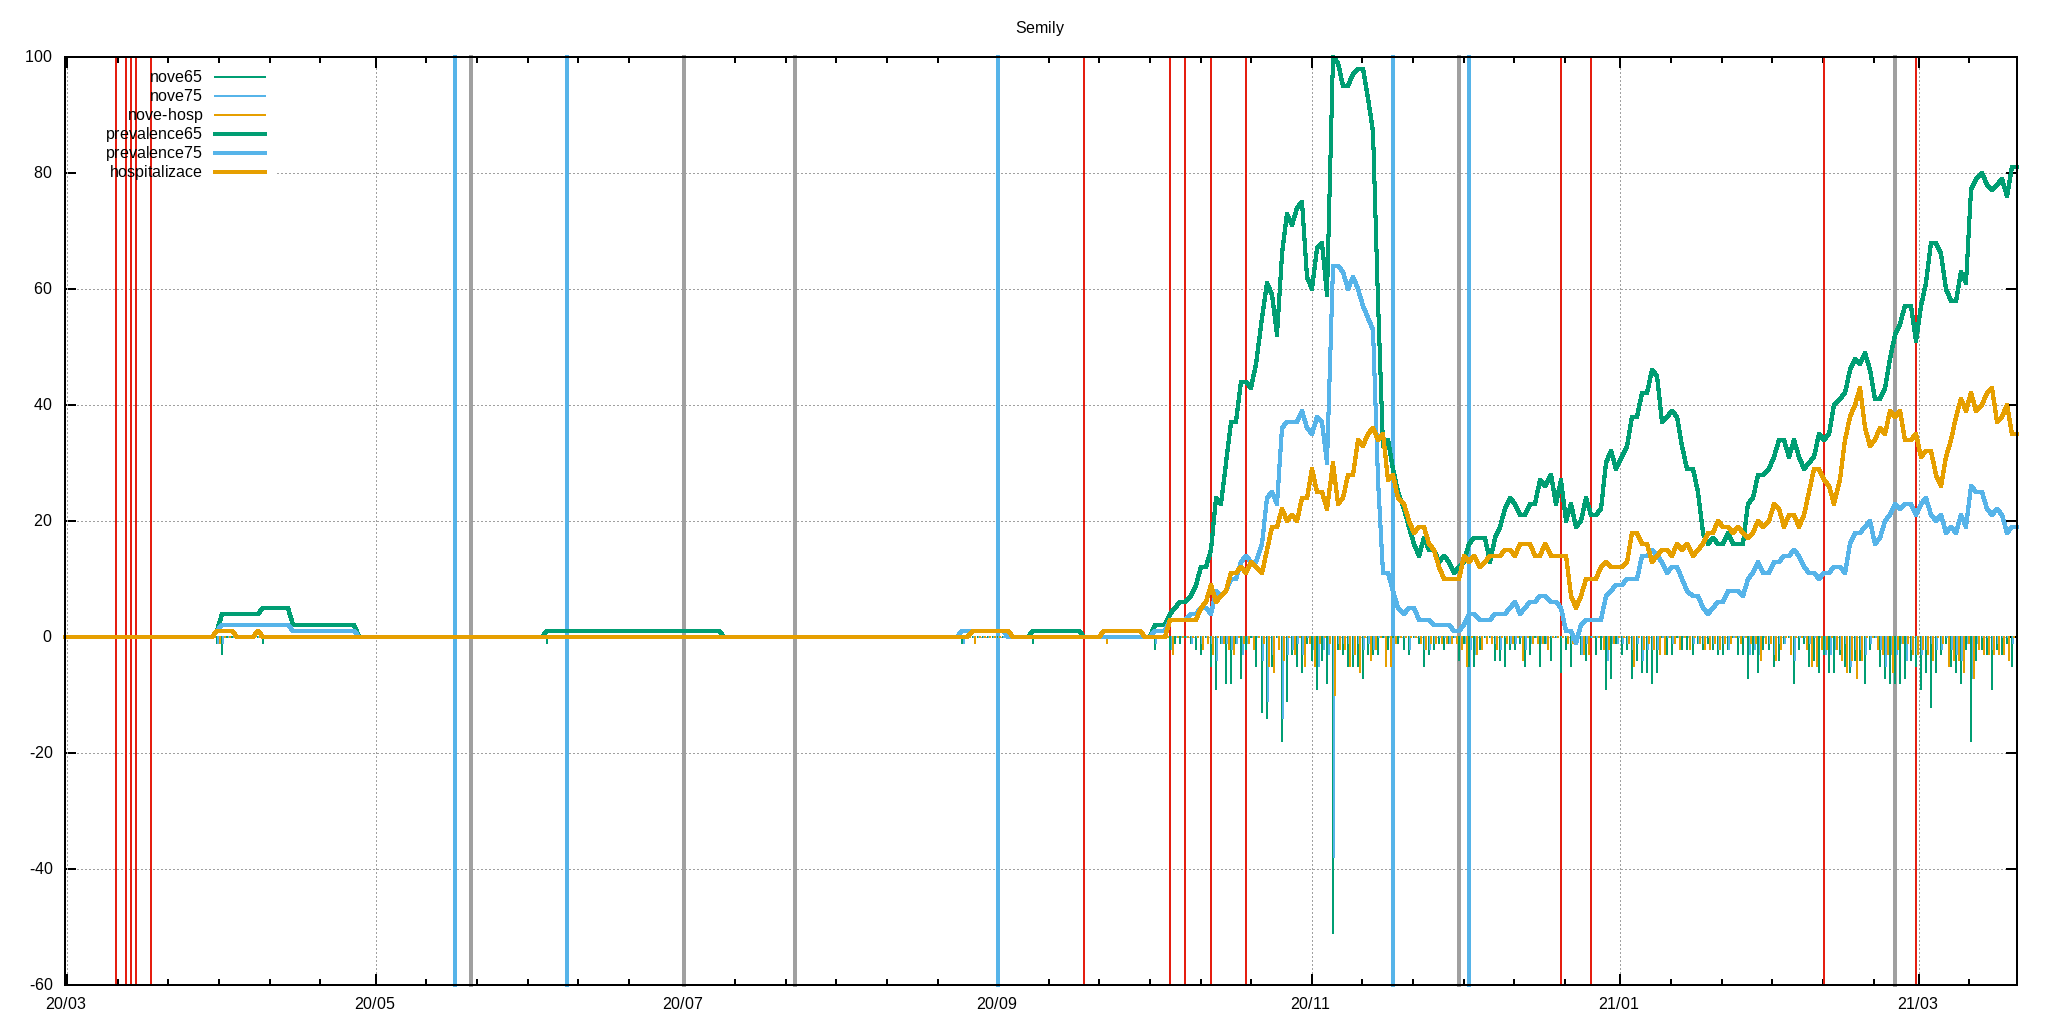 Semily
100
80
60
40
20
0
-20
-40
-60
nove65
nove75
nove-hosp
prevalence65
prevalence75
hospitalizace
20/03 20/05 20/07 20/09 20/11 21/01 21/03